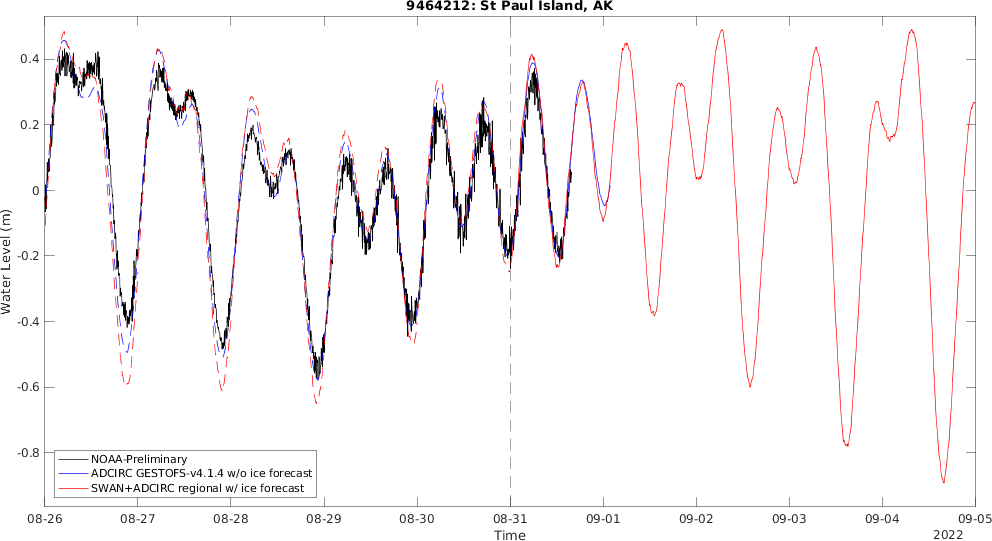 9464212: St Paul Island, AK
0.4
0.2
0
-0.2
-0.4
-0.6
-0.8
Water Level (m)
NOAA-Preliminary
ADCIRC GESTOFS-v4.1.4 w/o ice forecast
SWAN+ADCIRC regional w/ ice forecast
08-26 08-27 08-28 08-29 08-30 08-31 09-01 09-02 09-03 09-04 09-05
Time
2022